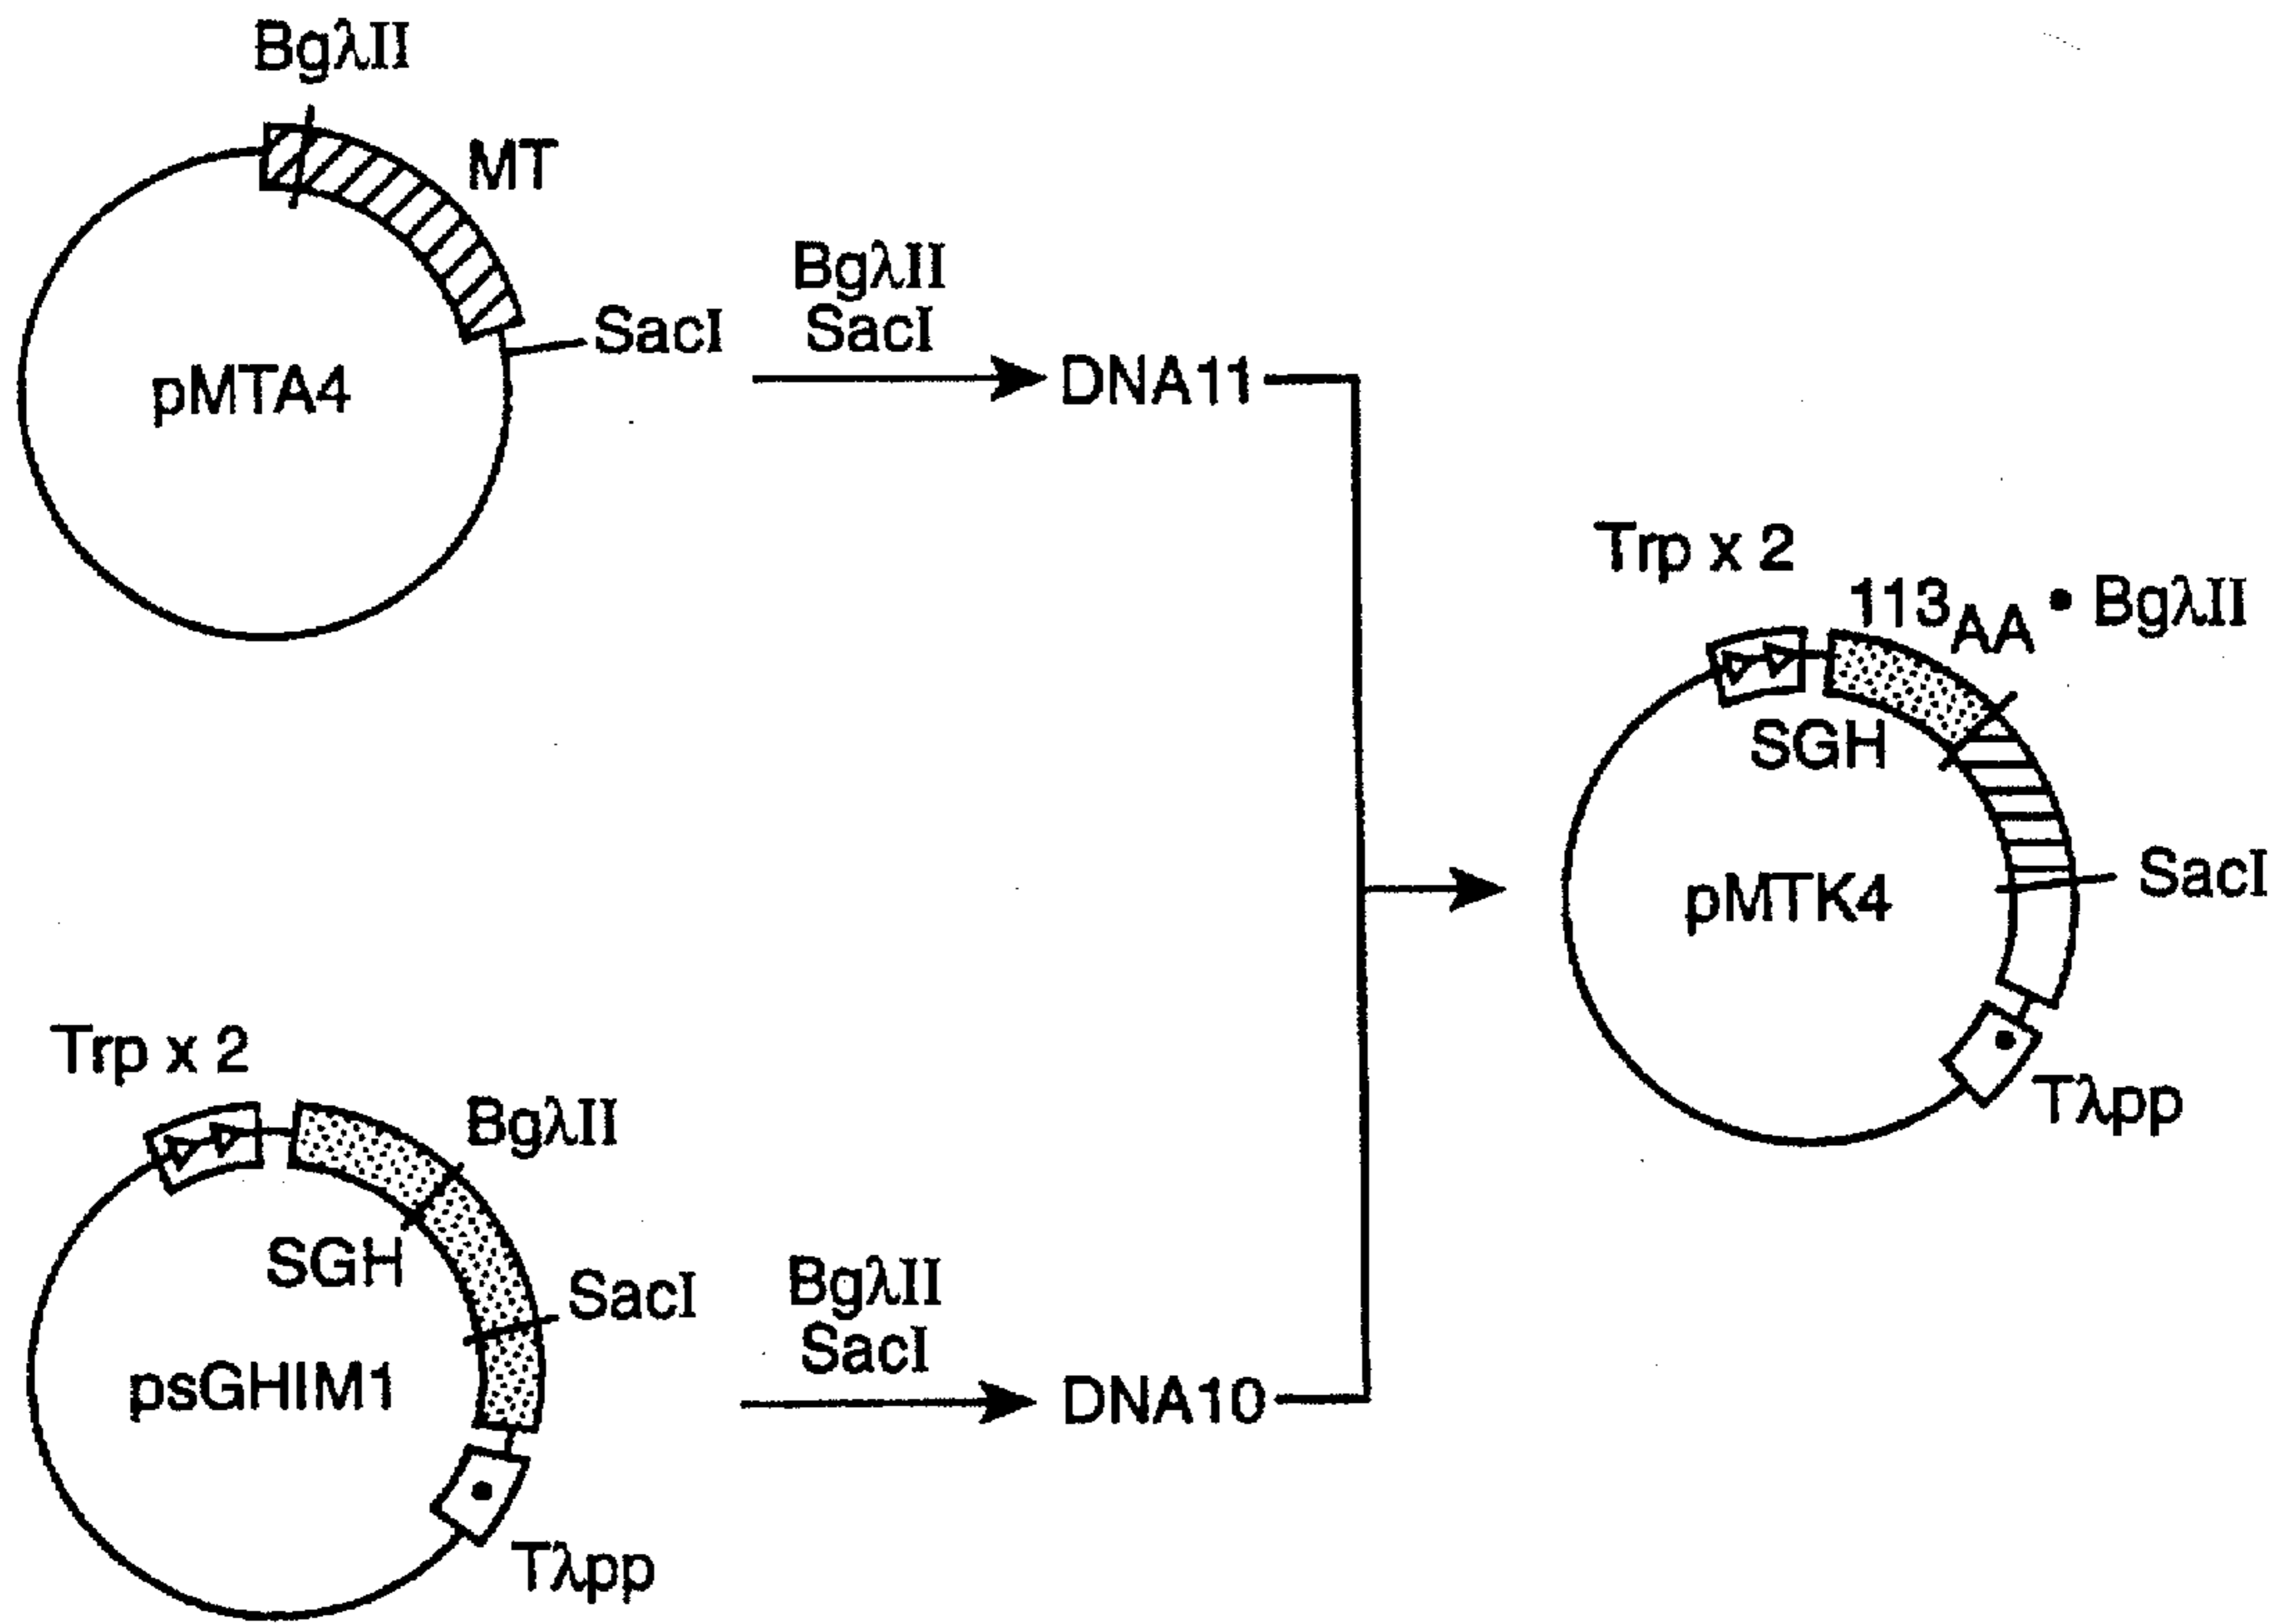 BgλII
MT
SacI
pMTA4
BgλII
SacI
DNA11
Trp x 2
113AA • BgλII
SGH
SacI
pMTK4
Tλpp
Trp x 2
BgλII
SGH
SacI
psGHIM1
Tλpp
BgλII
SacI
DNA10